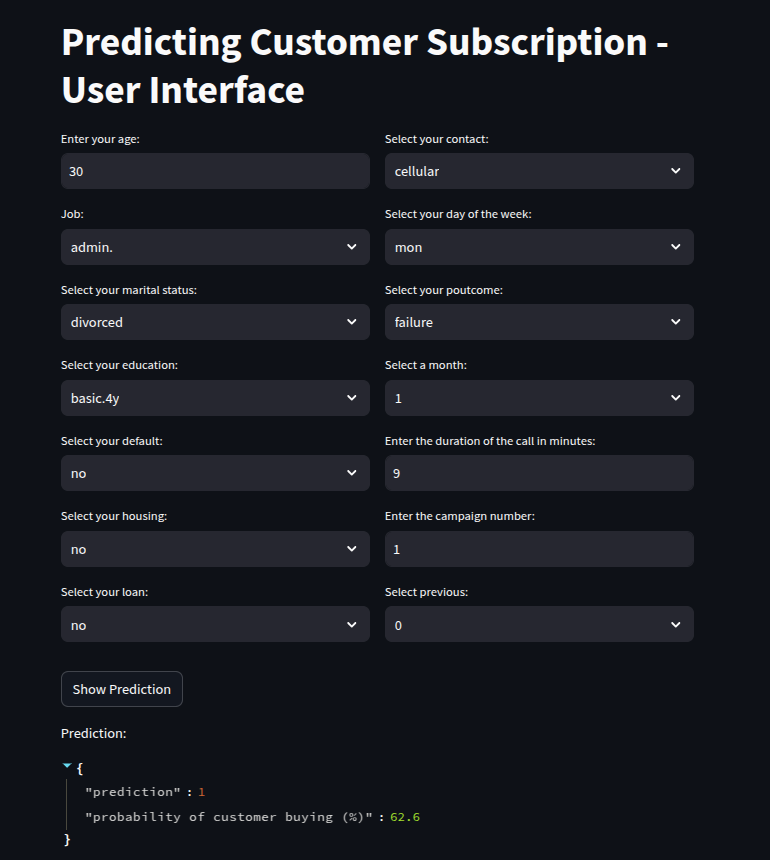 Predicting Customer Subscription -
User Interface
Enter your age:
30
Job:
admin.
Select your marital status:
divorced
Select your education:
basic.4y
Select your default:
no
Select your housing:
no
Select your loan:
no
Select your contact:
cellular
Select your day of the week:
mon
Select your poutcome:
failure
Select a month:
1
Enter the duration of the call in minutes:
9
Enter the campaign number:
1
Select previous:
0
Show Prediction
Prediction:
{
"prediction" : 1
"probability of customer buying (%)" : 62.6
}